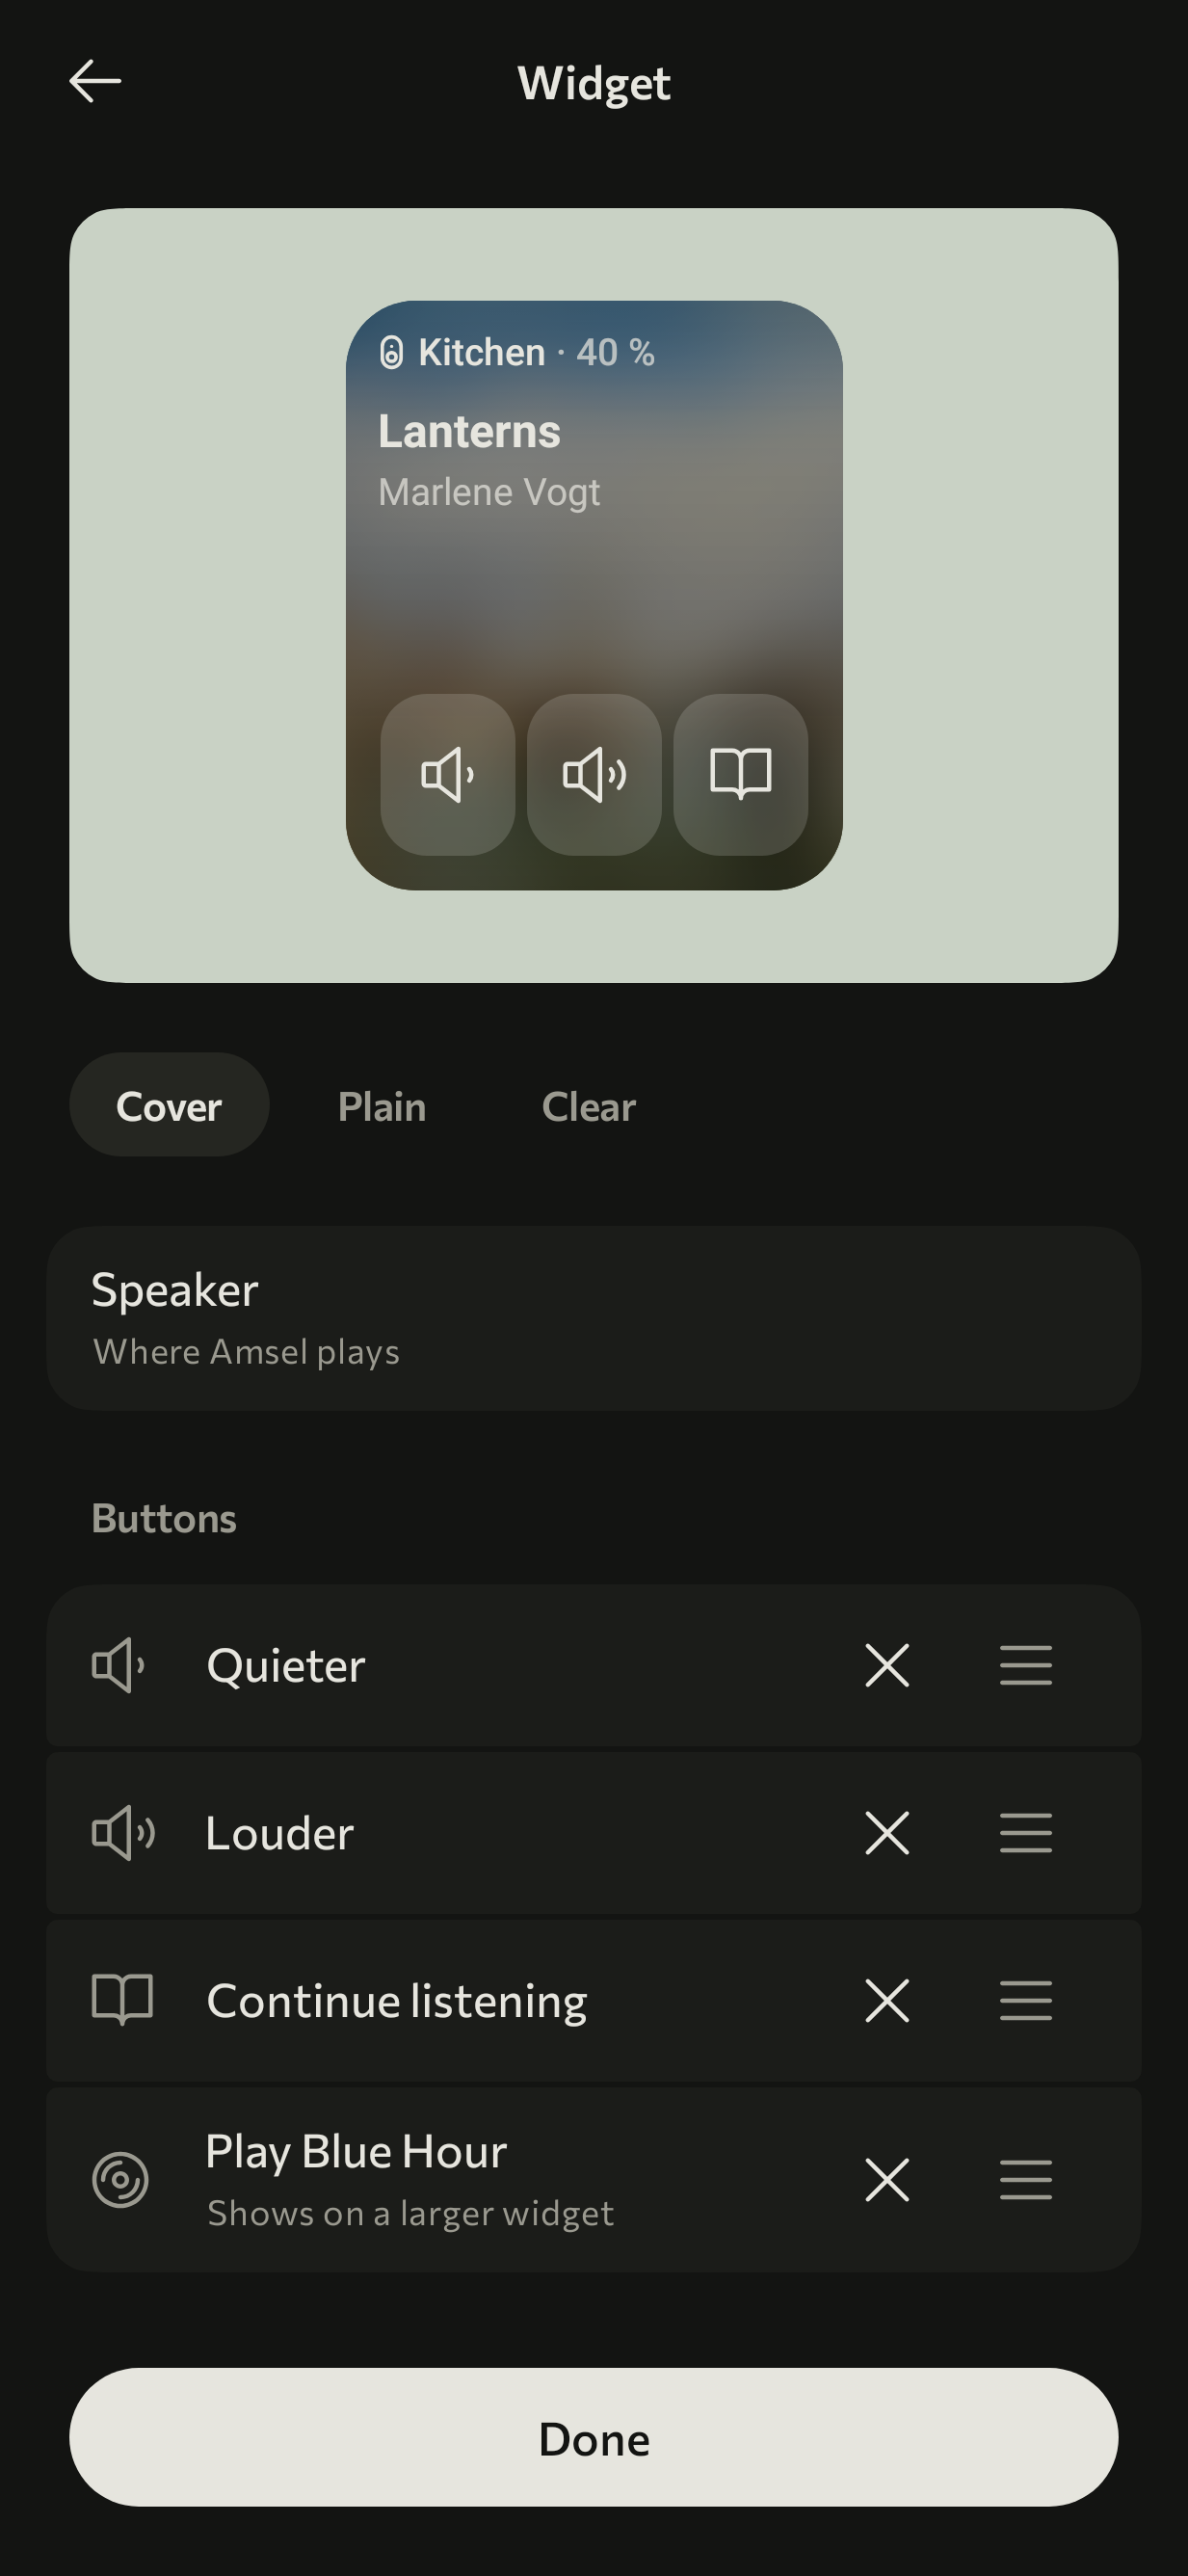 Widget
Kitchen · 40 %
Lanterns
Marlene Vogt
Cover
Plain
Clear
Speaker
Where Amsel plays
Buttons
Quieter
Louder
Continue listening
Play Blue Hour
Shows on a larger widget
Done